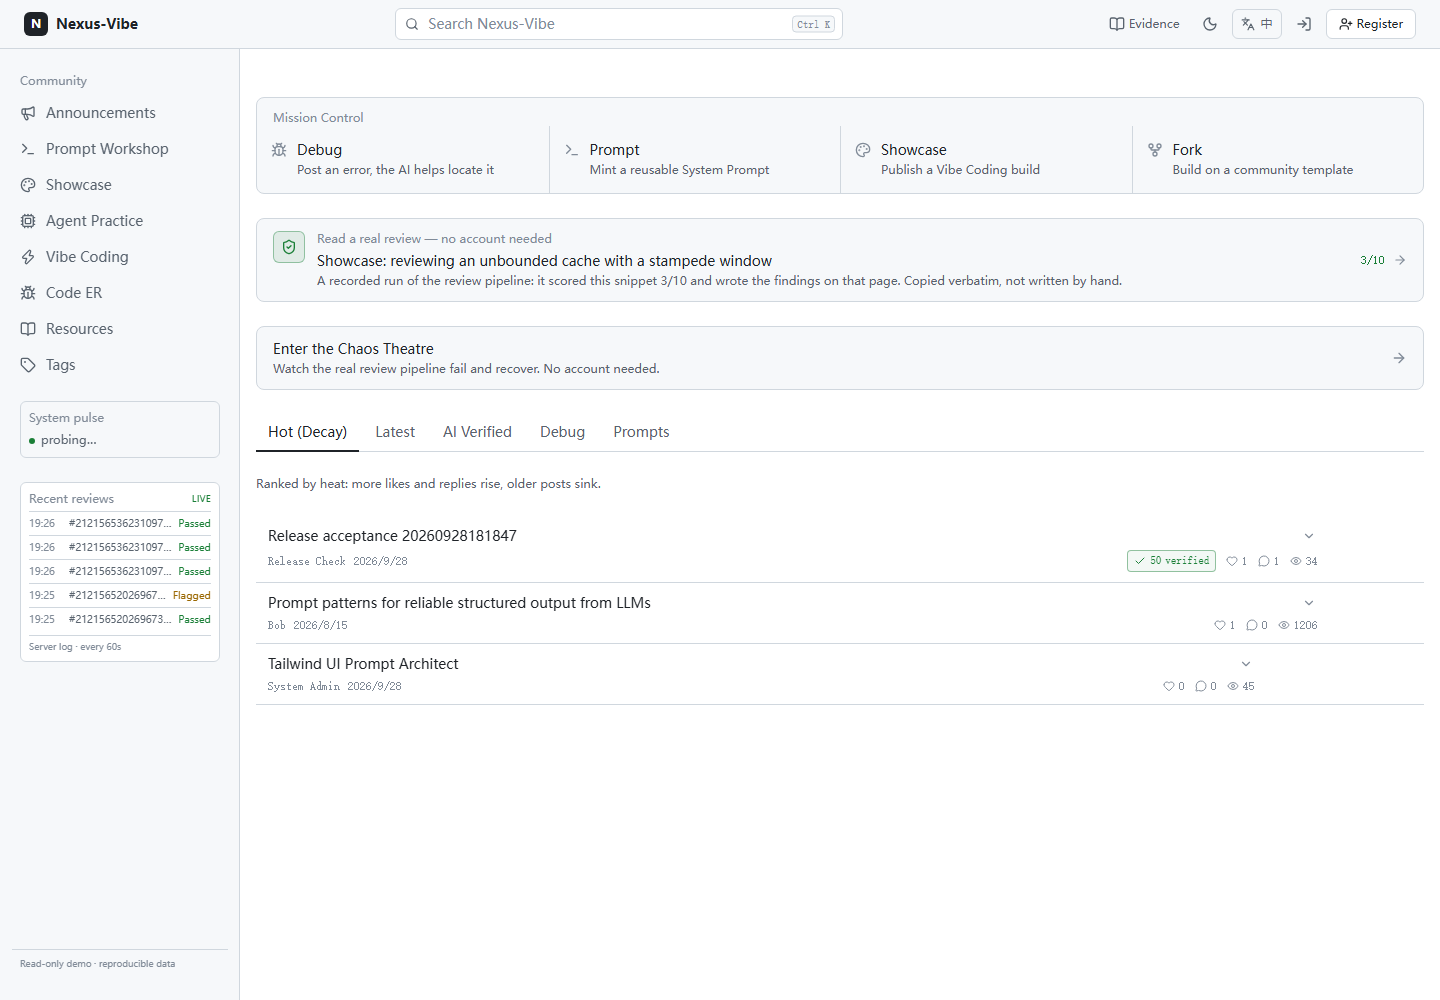 N Nexus-Vibe
Search Nexus-Vibe
Ctrl K
Evidence
中
Register
Community
Announcements
Prompt Workshop
Showcase
Agent Practice
Vibe Coding
Code ER
Resources
Tags
System pulse
probing...
Recent reviews LIVE
19:26 #212156536231097... Passed
19:26 #212156536231097... Passed
19:26 #212156536231097... Passed
19:25 #21215652026967... Flagged
19:25 #212156520269673... Passed
Server log · every 60s
Read-only demo · reproducible data
Mission Control
Debug
Post an error, the AI helps locate it
Prompt
Mint a reusable System Prompt
Showcase
Publish a Vibe Coding build
Fork
Build on a community template
Read a real review — no account needed
Showcase: reviewing an unbounded cache with a stampede window
A recorded run of the review pipeline: it scored this snippet 3/10 and wrote the findings on that page. Copied verbatim, not written by hand.
3/10
Enter the Chaos Theatre
Watch the real review pipeline fail and recover. No account needed.
Hot (Decay) Latest AI Verified Debug Prompts
Ranked by heat: more likes and replies rise, older posts sink.
Release acceptance 20260928181847
Release Check 2026/9/28
50 verified 1 1 34
Prompt patterns for reliable structured output from LLMs
Bob 2026/8/15
1 0 1206
Tailwind UI Prompt Architect
System Admin 2026/9/28
0 0 45